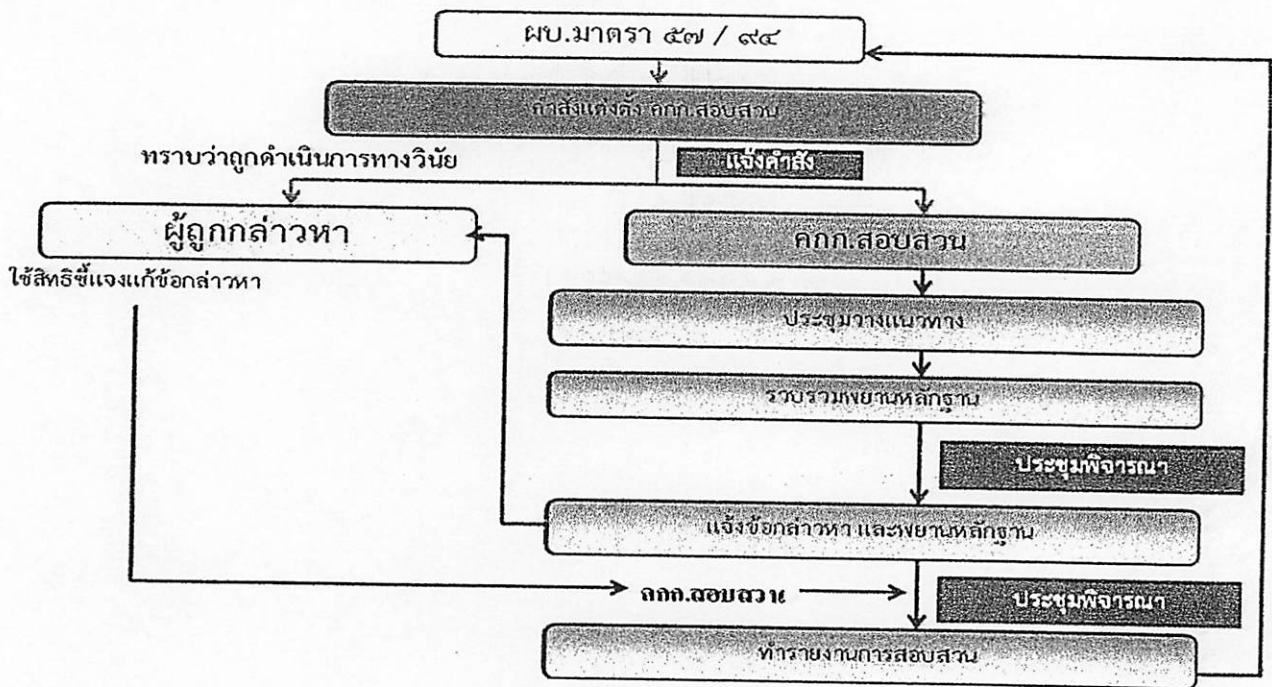 ผบ.มาตรา ๕๗ / ๙๔
คำสั่งแต่งตั้ง คกก.สอบสวน
ทราบว่าถูกดำเนินการทางวินัย
แจ้งคำสั่ง
ผู้ถูกกล่าวหา
คกก.สอบสวน
ใช้สิทธิชี้แจงแก้ข้อกล่าวหา
ประชุมวางแนวทาง
รวบรวมพยานหลักฐาน
ประชุมพิจารณา
แจ้งข้อกล่าวหา และพยานหลักฐาน
คกก.สอบสวน
ประชุมพิจารณา
ทำรายงานการสอบสวน